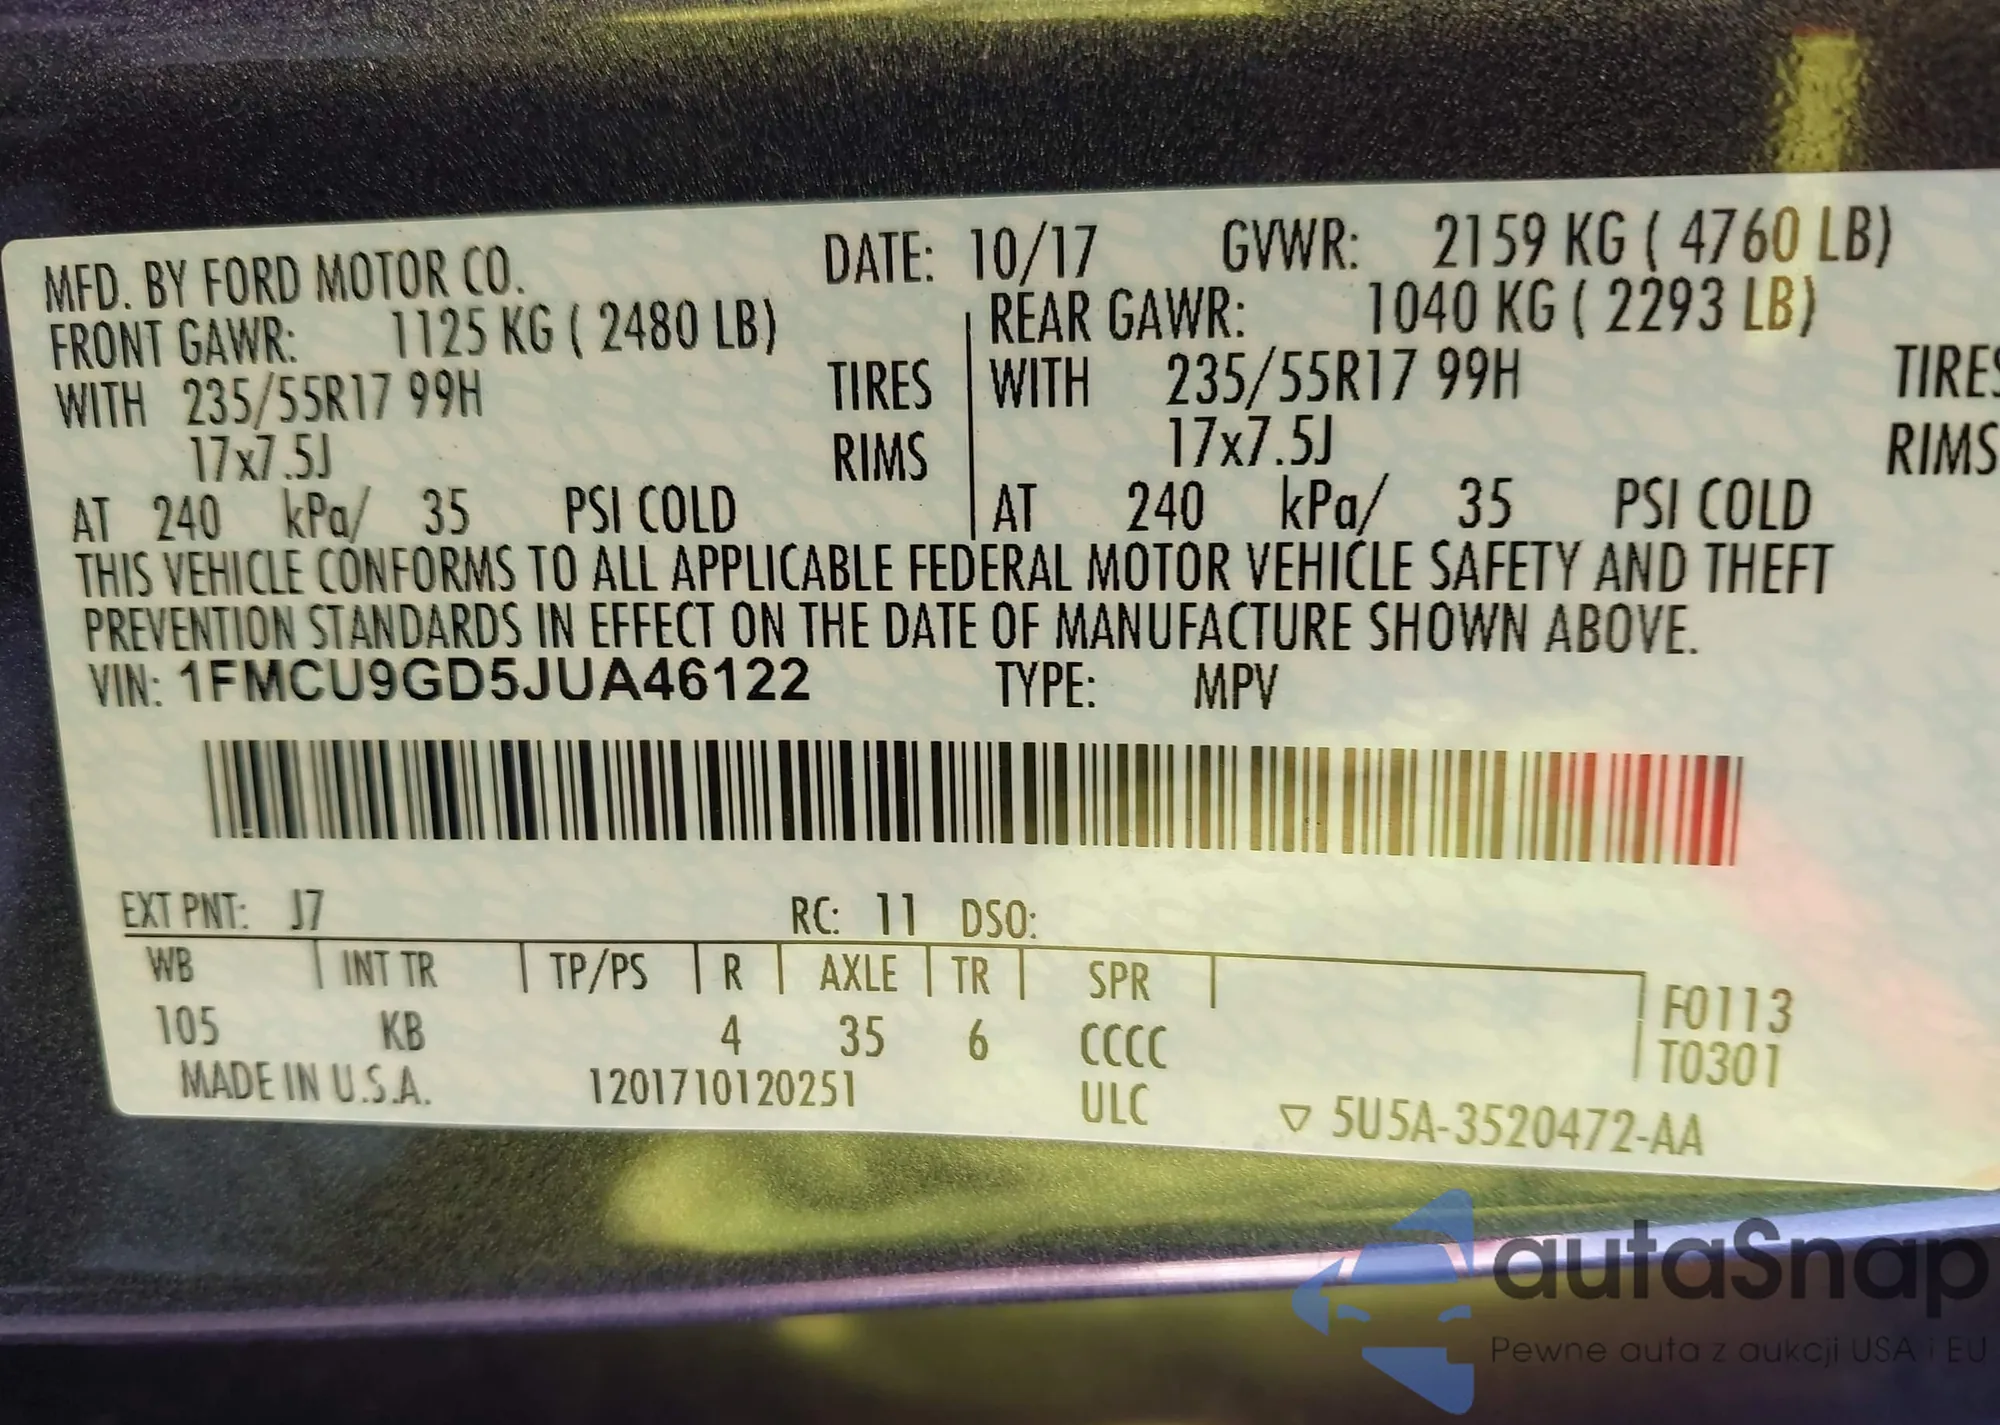 MFD. BY FORD MOTOR CO. DATE: 10/17 GVWR: 2159 KG ( 4760 LB)
FRONT GAWR: 1125 KG ( 2480 LB) REAR GAWR: 1040 KG ( 2293 LB)
WITH 235/55R17 99H TIRES WITH 235/55R17 99H TIRES
17x7.5J RIMS 17x7.5J RIMS
AT 240 kPa/ 35 PSI COLD AT 240 kPa/ 35 PSI COLD
THIS VEHICLE CONFORMS TO ALL APPLICABLE FEDERAL MOTOR VEHICLE SAFETY AND THEFT
PREVENTION STANDARDS IN EFFECT ON THE DATE OF MANUFACTURE SHOWN ABOVE.
VIN: 1FMCU9GD5JUA46122 TYPE: MPV
EXT PNT: J7 RC: 11 DSO:
WB INT TR TP/PS R AXLE TR SPR F0113
105 KB 4 35 6 CCCC T0301
MADE IN U.S.A. 1201710120251 ULC ▽ 5U5A-3520472-AA
autaSnap
Pewne auta z aukcji USA i EU